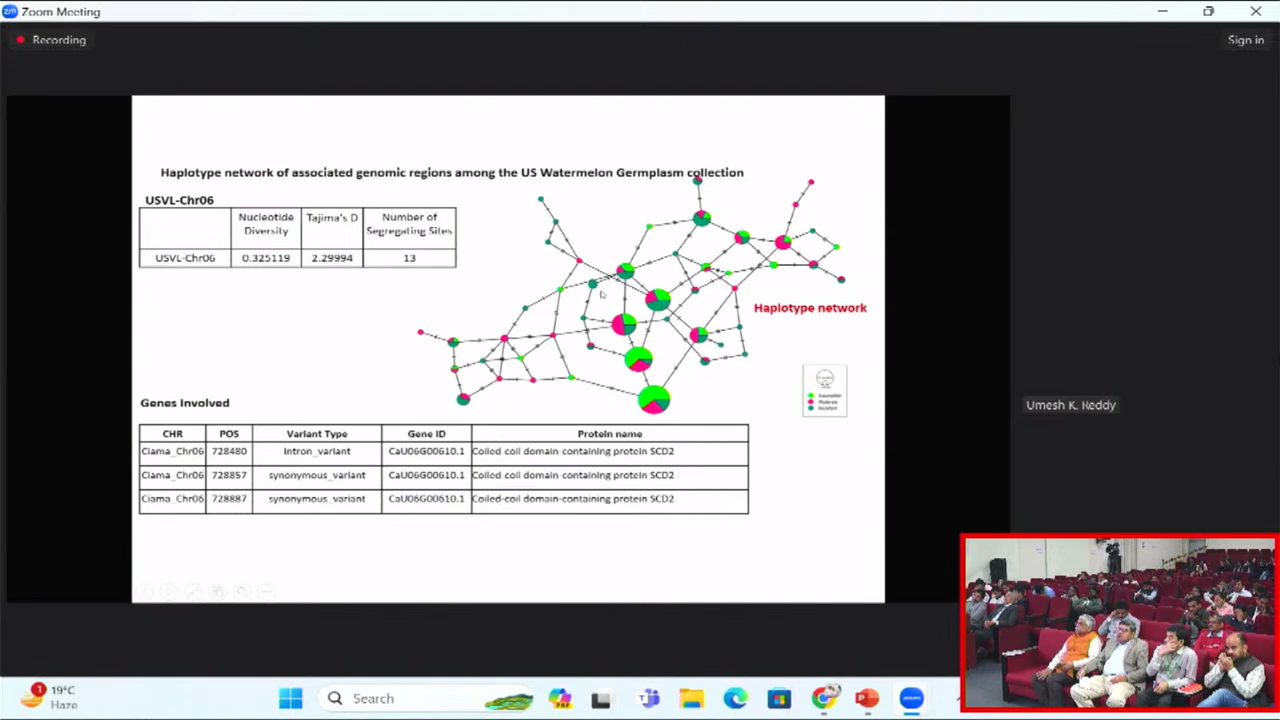 Zoom Meeting
Recording
Sign in
Haplotype network of associated genomic regions among the US Watermelon Germplasm collection
USVL-Chr06
Nucleotide Diversity Tajima's D Number of Segregating Sites
USVL-Chr06 0.325119 2.29994 13
Haplotype network
Susceptible
Moderate
Resistant
Genes Involved
CHR POS Variant Type Gene ID Protein name
Clama_Chr06 728480 intron_variant CaU06G00610.1 Coiled-coil domain-containing protein SCD2
Clama_Chr06 728857 synonymous_variant CaU06G00610.1 Coiled-coil domain-containing protein SCD2
Clama_Chr06 728887 synonymous_variant CaU06G00610.1 Coiled-coil domain-containing protein SCD2
Umesh K. Reddy
1
19°C
Haze
Search